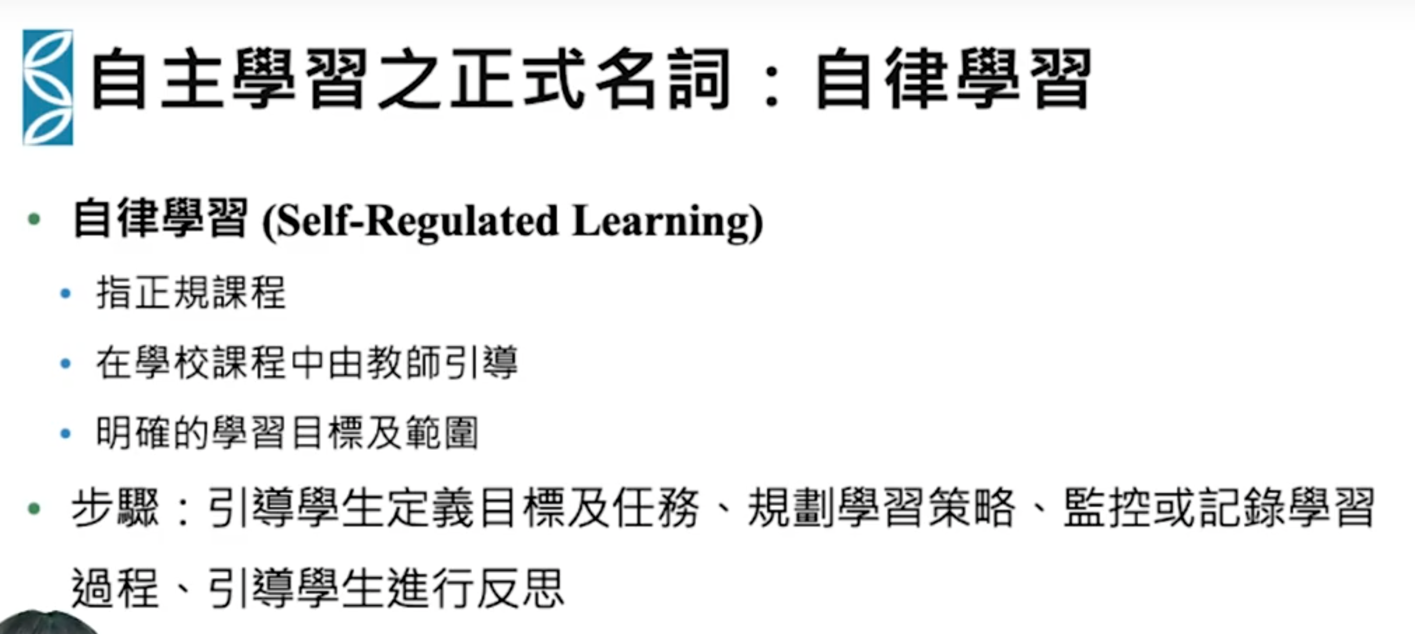 自主學習之正式名詞：自律學習
• 自律學習 (Self-Regulated Learning)
• 指正規課程
• 在學校課程中由教師引導
• 明確的學習目標及範圍
• 步驟：引導學生定義目標及任務、規劃學習策略、監控或記錄學習
過程、引導學生進行反思